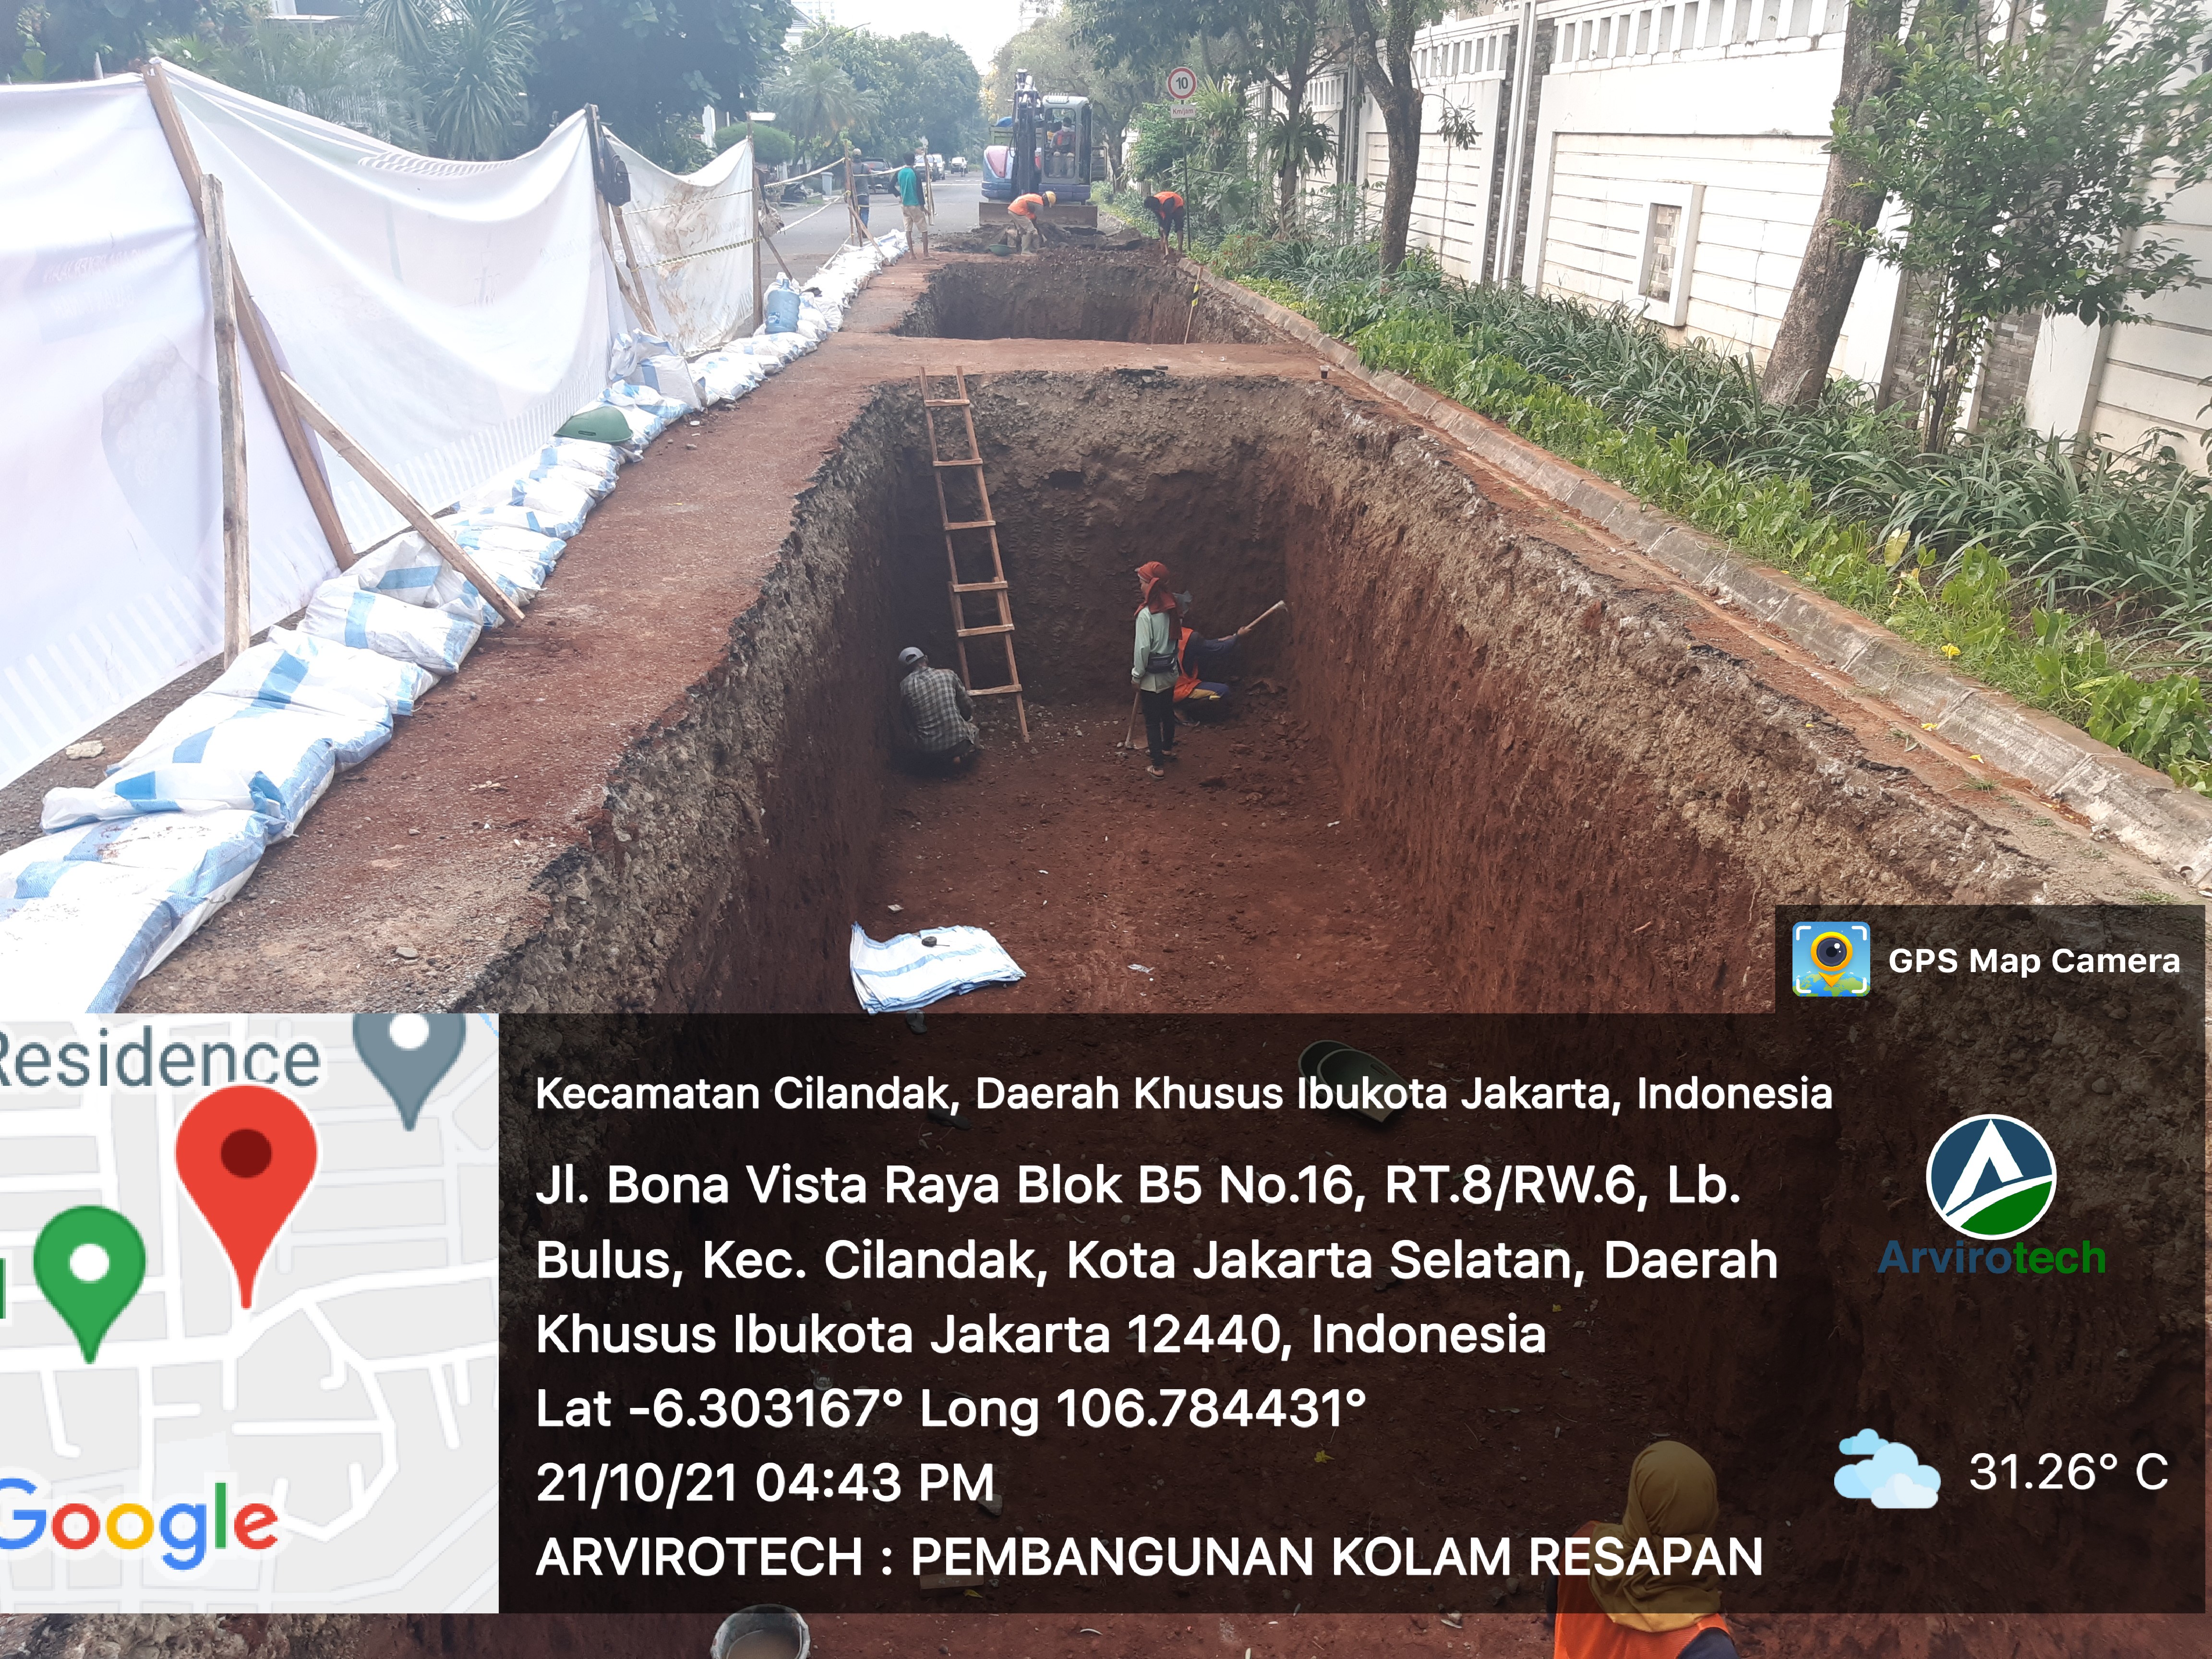 10
Km/jam
GPS Map Camera
Residence
Kecamatan Cilandak, Daerah Khusus Ibukota Jakarta, Indonesia
Jl. Bona Vista Raya Blok B5 No.16, RT.8/RW.6, Lb.
Bulus, Kec. Cilandak, Kota Jakarta Selatan, Daerah
Khusus Ibukota Jakarta 12440, Indonesia
Lat -6.303167° Long 106.784431°
21/10/21 04:43 PM
ARVIROTECH : PEMBANGUNAN KOLAM RESAPAN
Arvirotech
31.26° C
Google